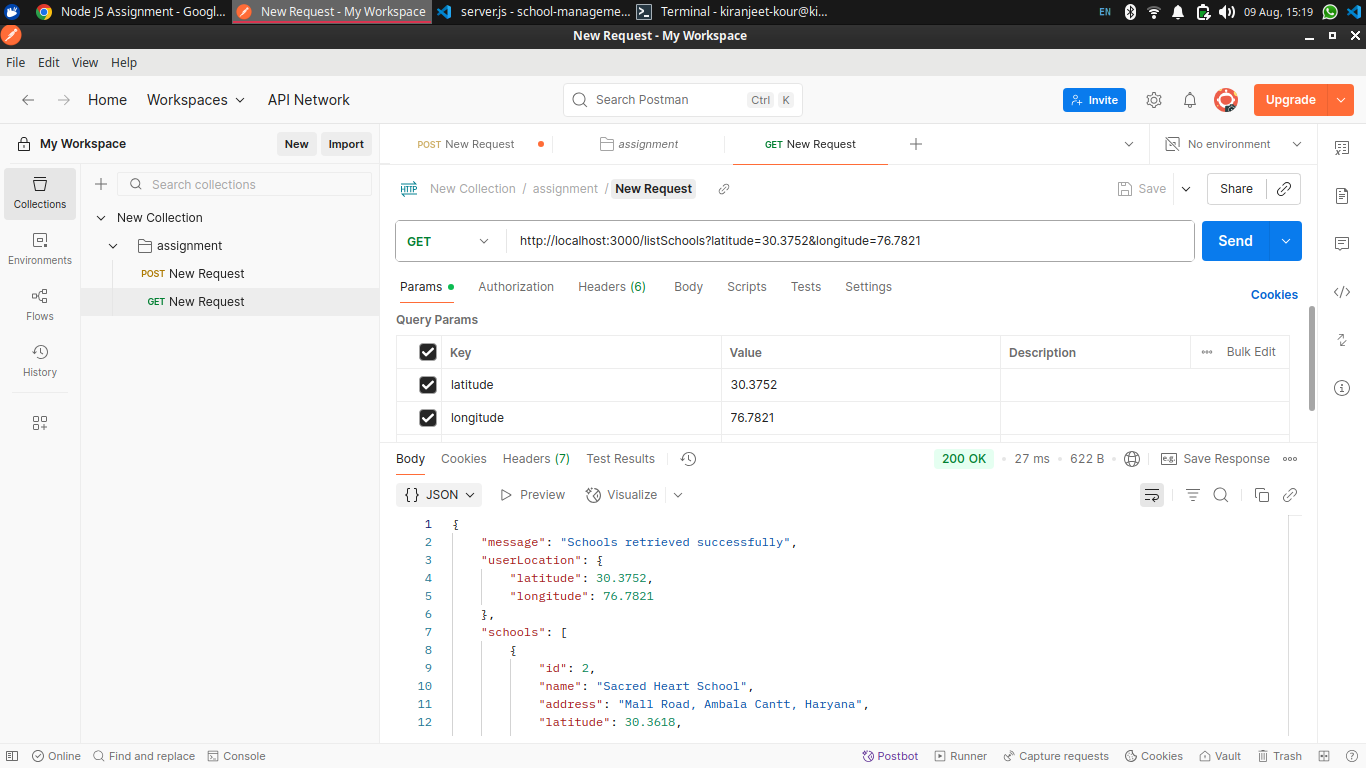 Node JS Assignment - Googl... New Request - My Workspace server.js - school-manageme... Terminal - kiranjeet-kour@ki... EN 09 Aug, 15:19
New Request - My Workspace
File Edit View Help
Home Workspaces API Network Search Postman Ctrl K Invite Upgrade
My Workspace New Import POST New Request assignment GET New Request No environment
Collections Search collections HTTP New Collection / assignment / New Request Save Share
New Collection
GET http://localhost:3000/listSchools?latitude=30.3752&longitude=76.7821 Send
assignment
Environments
POST New Request
Params Authorization Headers (6) Body Scripts Tests Settings Cookies
GET New Request
Flows
Query Params
Key Value Description Bulk Edit
History
latitude 30.3752
longitude 76.7821
Body Cookies Headers (7) Test Results 200 OK 27 ms 622 B e.g. Save Response
{} JSON Preview Visualize
1 {
2 "message": "Schools retrieved successfully",
3 "userLocation": {
4 "latitude": 30.3752,
5 "longitude": 76.7821
6 },
7 "schools": [
8 {
9 "id": 2,
10 "name": "Sacred Heart School",
11 "address": "Mall Road, Ambala Cantt, Haryana",
12 "latitude": 30.3618,
Online Find and replace Console Postbot Runner Capture requests Cookies Vault Trash